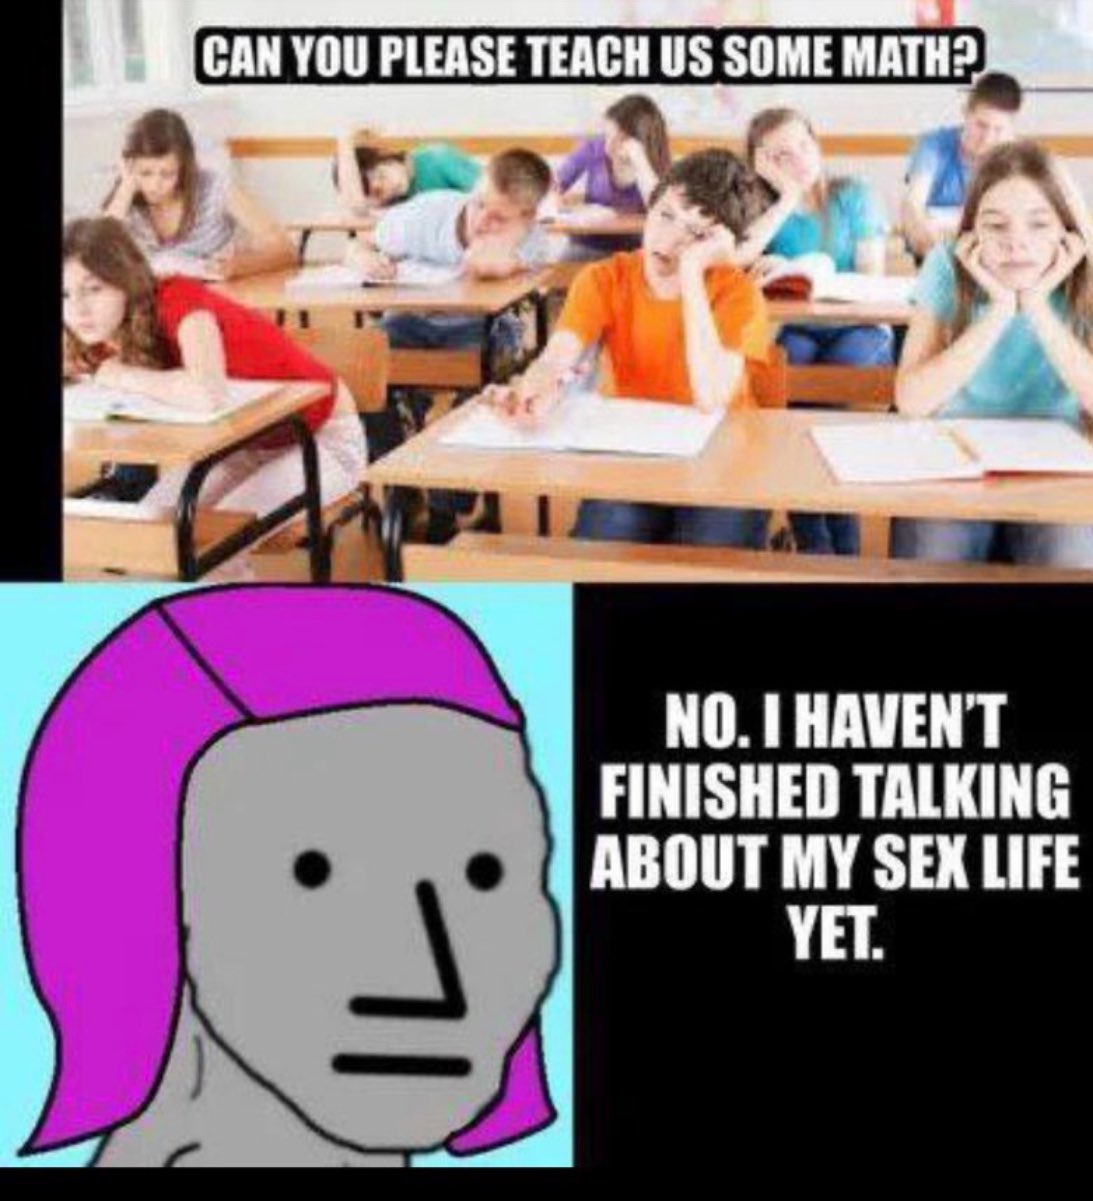 CAN YOU PLEASE TEACH US SOME MATH?
NO. I HAVEN'T
FINISHED TALKING
ABOUT MY SEX LIFE
YET.